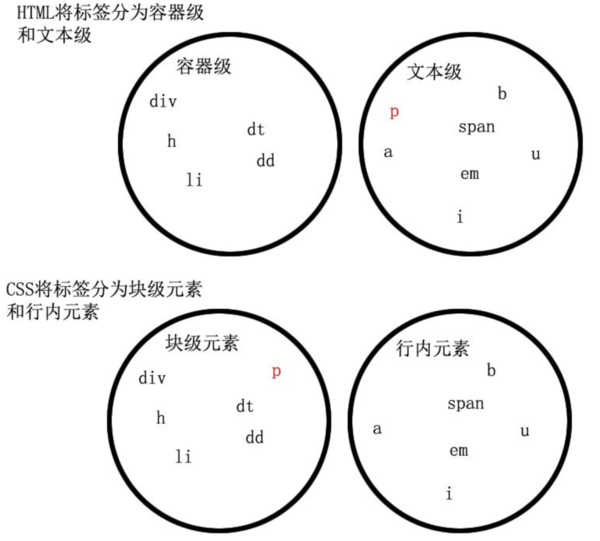 HTML将标签分为容器级
和文本级
容器级
div
h
dt
dd
li
文本级
b
p
span
a
u
em
i
CSS将标签分为块级元素
和行内元素
块级元素
div
p
h
dt
dd
li
行内元素
b
span
a
u
em
i